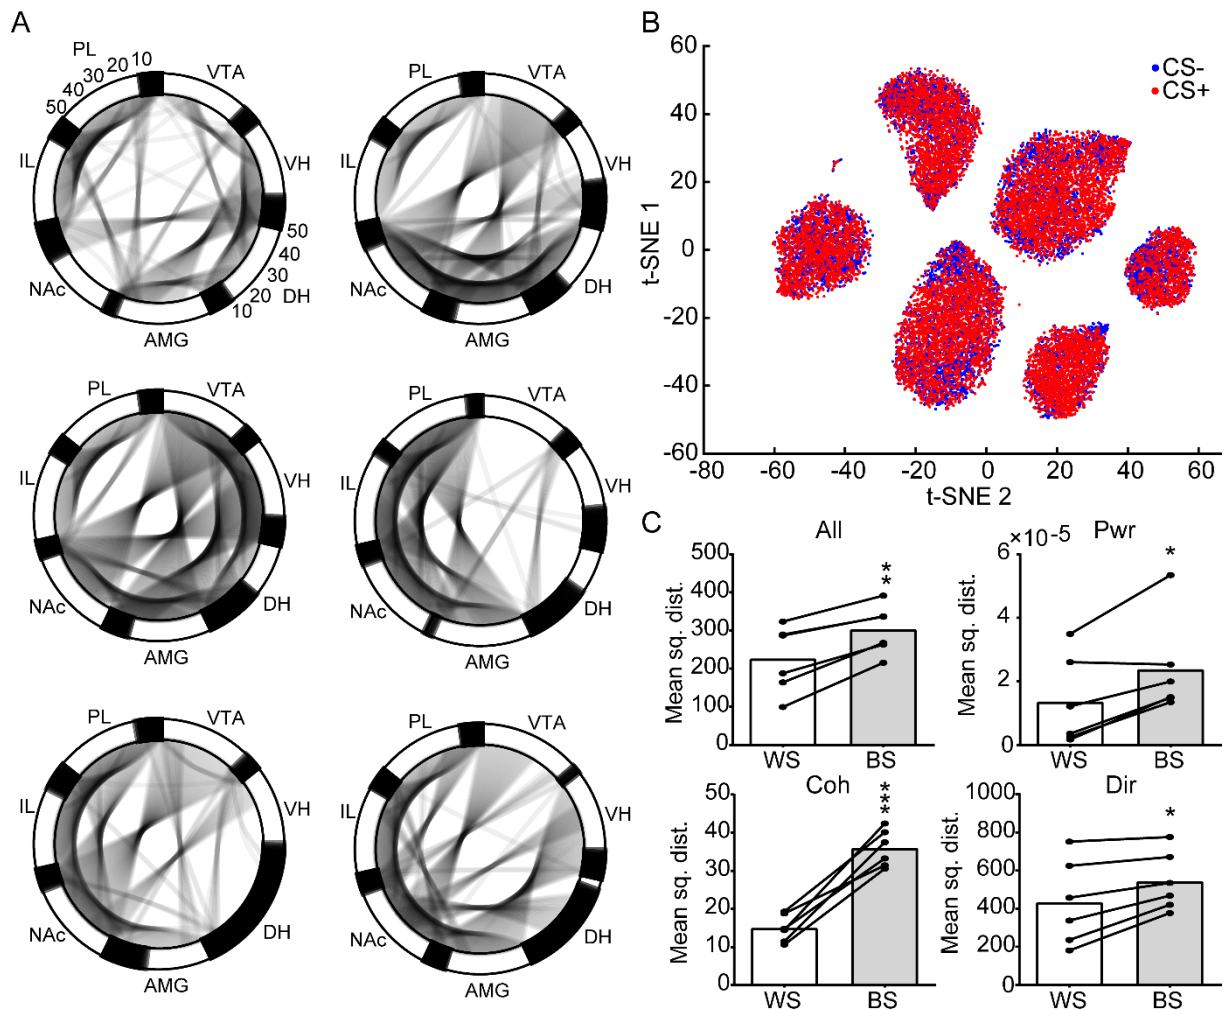 A
PL
10
20
30
40
50
VTA
IL
VH
NAc
50
40
30
20
10
DH
AMG
PL
VTA
IL
VH
NAc
DH
AMG
PL
VTA
IL
VH
NAc
DH
AMG
PL
VTA
IL
VH
NAc
DH
AMG
PL
VTA
IL
VH
NAc
DH
AMG
PL
VTA
IL
VH
NAc
DH
AMG
B
60
40
20
0
-20
-40
-60
t-SNE 1
CS-
CS+
-80
-60
-40
-20
0
20
40
60
t-SNE 2
C
All
Mean sq. dist.
500
400
300
200
100
0
**
WS
BS
Pwr
×10-5
Mean sq. dist.
6
4
2
0
*
WS
BS
Coh
Mean sq. dist.
50
40
30
20
10
0
***
WS
BS
Dir
Mean sq. dist.
1000
800
600
400
200
0
*
WS
BS